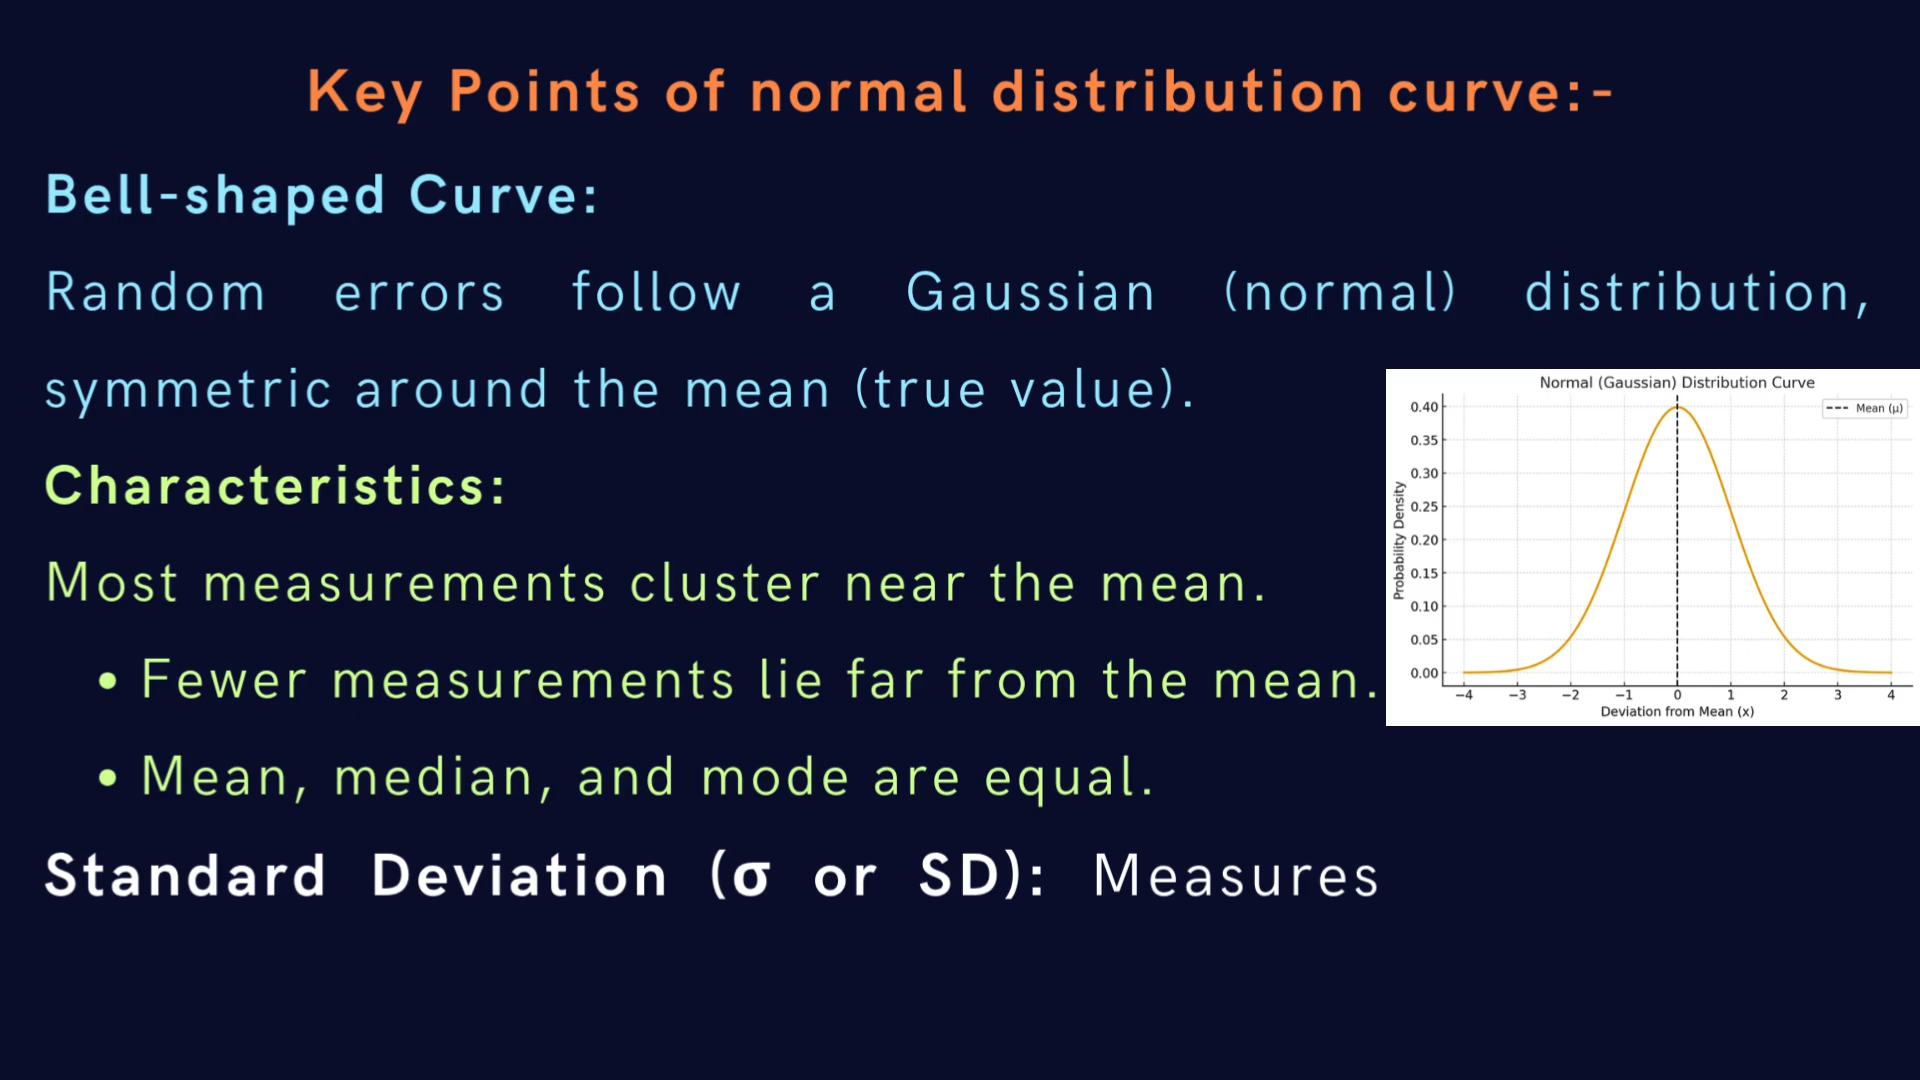 Key Points of normal distribution curve:-
Bell-shaped Curve:
Random errors follow a Gaussian (normal) distribution,
symmetric around the mean (true value).
Characteristics:
Most measurements cluster near the mean.
• Fewer measurements lie far from the mean.
• Mean, median, and mode are equal.
Standard Deviation (σ or SD): Measures
Normal (Gaussian) Distribution Curve
Mean (μ)
Probability Density
0.40
0.35
0.30
0.25
0.20
0.15
0.10
0.05
0.00
−4 −3 −2 −1 0 1 2 3 4
Deviation from Mean (x)